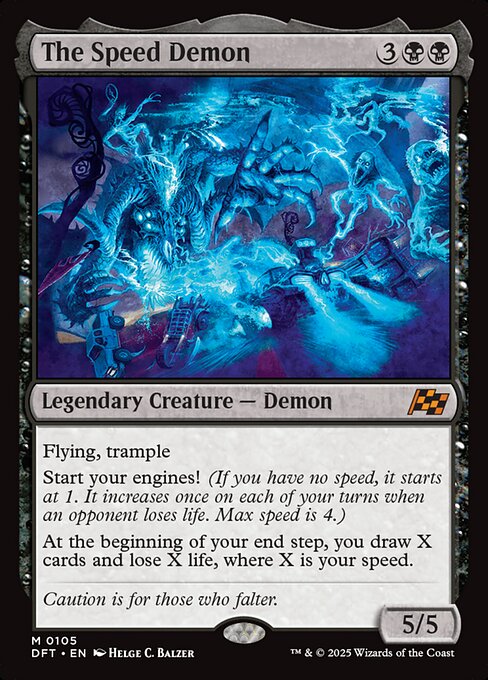 The Speed Demon 3
Legendary Creature — Demon
Flying, trample
Start your engines! (If you have no speed, it starts
at 1. It increases once on each of your turns when
an opponent loses life. Max speed is 4.)
At the beginning of your end step, you draw X
cards and lose X life, where X is your speed.
Caution is for those who falter.
5/5
M 0105
DFT • EN Helge C. Balzer
™ & © 2025 Wizards of the Coast